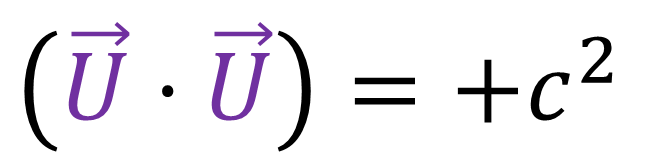 (U⃗ · U⃗) = +c²